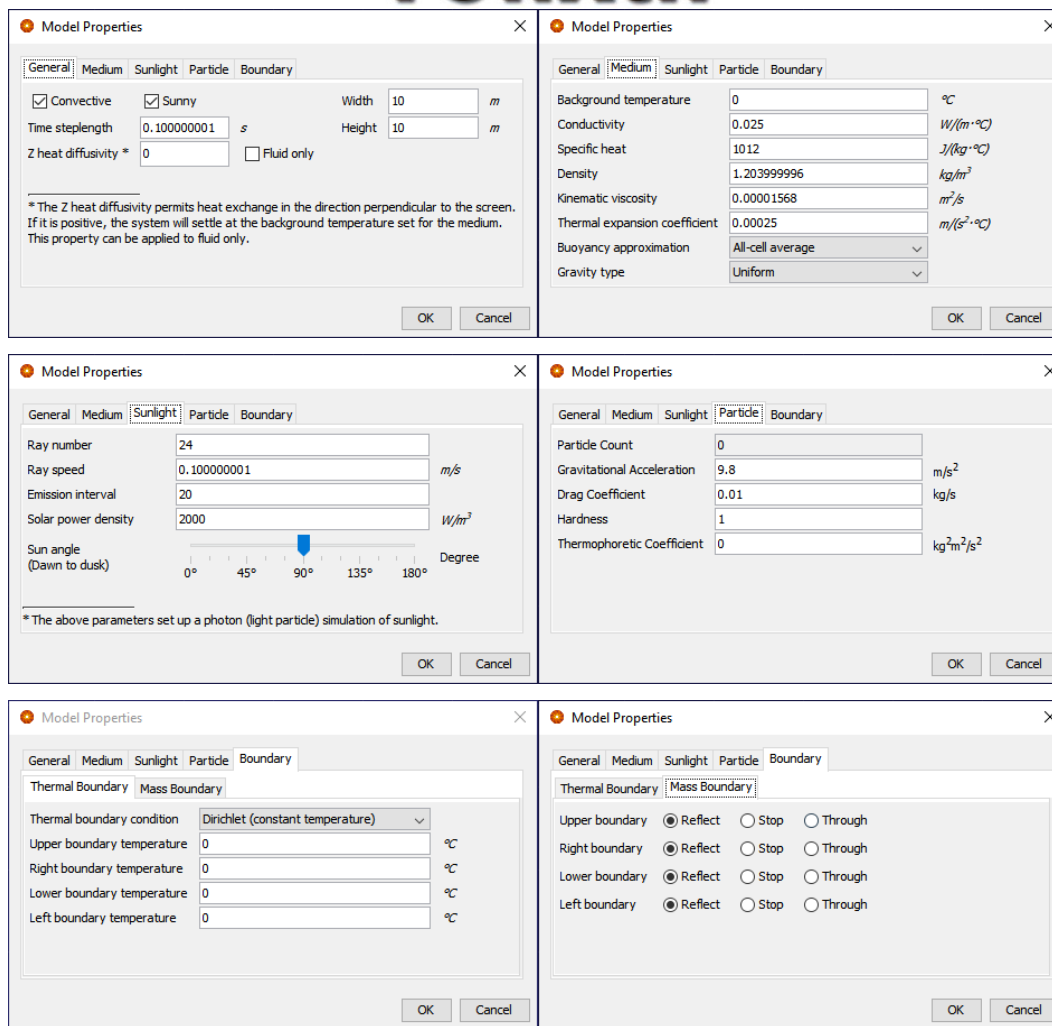 Model Properties
General Medium Sunlight Particle Boundary
Convective Sunny Width 10 m
Time steplength 0.100000001 s Height 10 m
Z heat diffusivity * 0 Fluid only
* The Z heat diffusivity permits heat exchange in the direction perpendicular to the screen.
If it is positive, the system will settle at the background temperature set for the medium.
This property can be applied to fluid only.
OK Cancel
Model Properties
General Medium Sunlight Particle Boundary
Background temperature 0 °C
Conductivity 0.025 W/(m·°C)
Specific heat 1012 J/(kg·°C)
Density 1.203999996 kg/m³
Kinematic viscosity 0.00001568 m²/s
Thermal expansion coefficient 0.00025 m/(s²·°C)
Buoyancy approximation All-cell average
Gravity type Uniform
OK Cancel
Model Properties
General Medium Sunlight Particle Boundary
Ray number 24
Ray speed 0.100000001 m/s
Emission interval 20
Solar power density 2000 W/m³
Sun angle
(Dawn to dusk) Degree
0° 45° 90° 135° 180°
* The above parameters set up a photon (light particle) simulation of sunlight.
OK Cancel
Model Properties
General Medium Sunlight Particle Boundary
Particle Count 0
Gravitational Acceleration 9.8 m/s²
Drag Coefficient 0.01 kg/s
Hardness 1
Thermophoretic Coefficient 0 kg²m²/s²
OK Cancel
Model Properties
General Medium Sunlight Particle Boundary
Thermal Boundary Mass Boundary
Thermal boundary condition Dirichlet (constant temperature)
Upper boundary temperature 0 °C
Right boundary temperature 0 °C
Lower boundary temperature 0 °C
Left boundary temperature 0 °C
OK Cancel
Model Properties
General Medium Sunlight Particle Boundary
Thermal Boundary Mass Boundary
Upper boundary Reflect Stop Through
Right boundary Reflect Stop Through
Lower boundary Reflect Stop Through
Left boundary Reflect Stop Through
OK Cancel